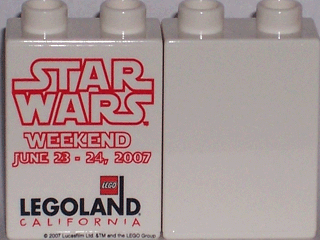 STAR
WARS
WEEKEND
JUNE 23 - 24, 2007
LEGO
LEGOLAND
CALIFORNIA
© 2007 Lucasfilm Ltd. &TM and the LEGO Group